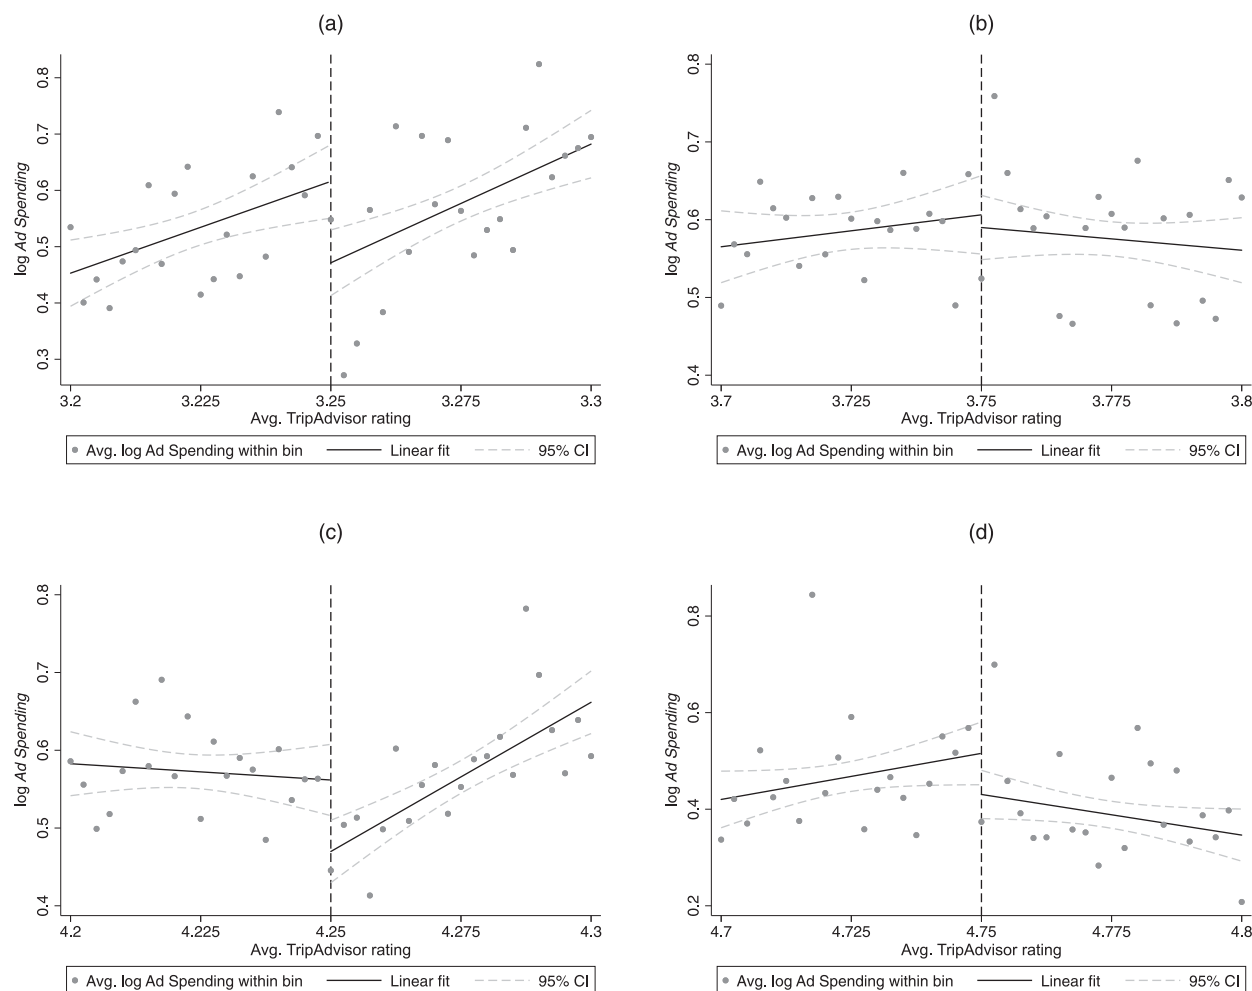 (a)
0.8
0.7
0.6
0.5
0.4
0.3
log Ad Spending
3.2 3.225 3.25 3.275 3.3
Avg. TripAdvisor rating
Avg. log Ad Spending within bin Linear fit 95% CI
(b)
0.8
0.7
0.6
0.5
0.4
log Ad Spending
3.7 3.725 3.75 3.775 3.8
Avg. TripAdvisor rating
Avg. log Ad Spending within bin Linear fit 95% CI
(c)
0.8
0.7
0.6
0.5
0.4
log Ad Spending
4.2 4.225 4.25 4.275 4.3
Avg. TripAdvisor rating
Avg. log Ad Spending within bin Linear fit 95% CI
(d)
0.8
0.6
0.4
0.2
log Ad Spending
4.7 4.725 4.75 4.775 4.8
Avg. TripAdvisor rating
Avg. log Ad Spending within bin Linear fit 95% CI